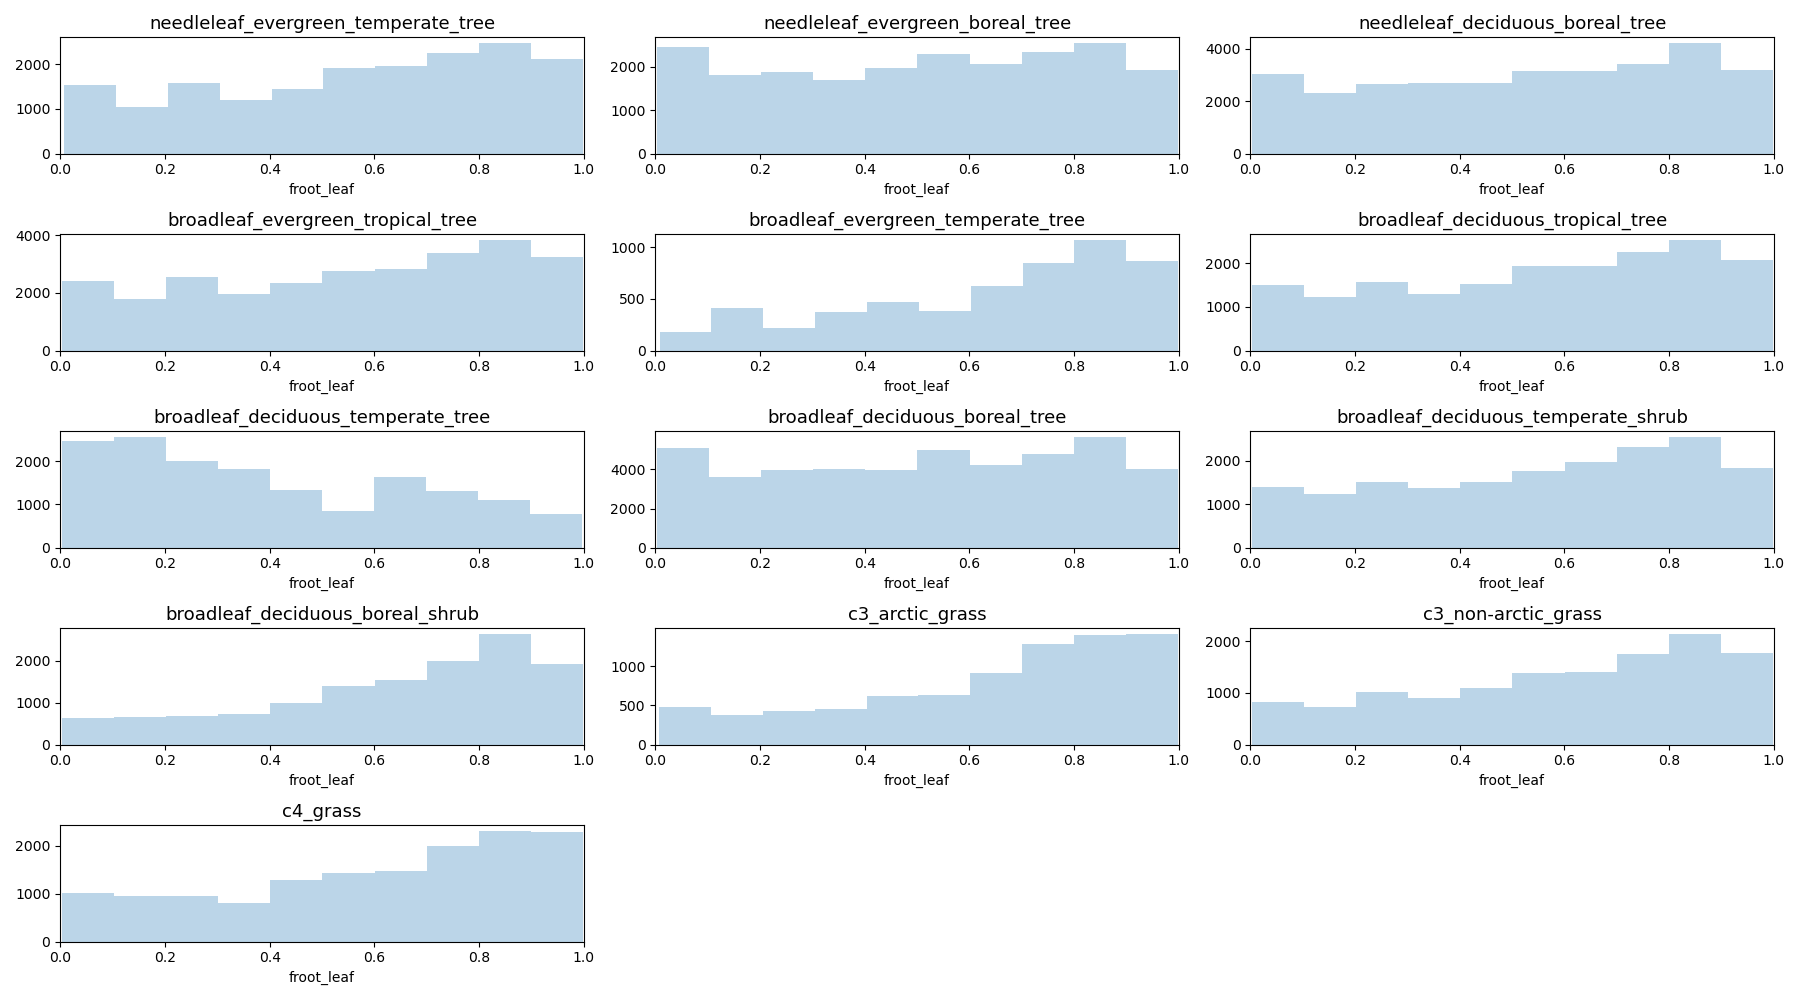 needleleaf_evergreen_temperate_tree
2000
1000
0
0.0 0.2 0.4 0.6 0.8 1.0
froot_leaf
needleleaf_evergreen_boreal_tree
2000
1000
0
0.0 0.2 0.4 0.6 0.8 1.0
froot_leaf
needleleaf_deciduous_boreal_tree
4000
2000
0
0.0 0.2 0.4 0.6 0.8 1.0
froot_leaf
broadleaf_evergreen_tropical_tree
4000
2000
0
0.0 0.2 0.4 0.6 0.8 1.0
froot_leaf
broadleaf_evergreen_temperate_tree
1000
500
0
0.0 0.2 0.4 0.6 0.8 1.0
froot_leaf
broadleaf_deciduous_tropical_tree
2000
1000
0
0.0 0.2 0.4 0.6 0.8 1.0
froot_leaf
broadleaf_deciduous_temperate_tree
2000
1000
0
0.0 0.2 0.4 0.6 0.8 1.0
froot_leaf
broadleaf_deciduous_boreal_tree
4000
2000
0
0.0 0.2 0.4 0.6 0.8 1.0
froot_leaf
broadleaf_deciduous_temperate_shrub
2000
1000
0
0.0 0.2 0.4 0.6 0.8 1.0
froot_leaf
broadleaf_deciduous_boreal_shrub
2000
1000
0
0.0 0.2 0.4 0.6 0.8 1.0
froot_leaf
c3_arctic_grass
1000
500
0
0.0 0.2 0.4 0.6 0.8 1.0
froot_leaf
c3_non-arctic_grass
2000
1000
0
0.0 0.2 0.4 0.6 0.8 1.0
froot_leaf
c4_grass
2000
1000
0
0.0 0.2 0.4 0.6 0.8 1.0
froot_leaf